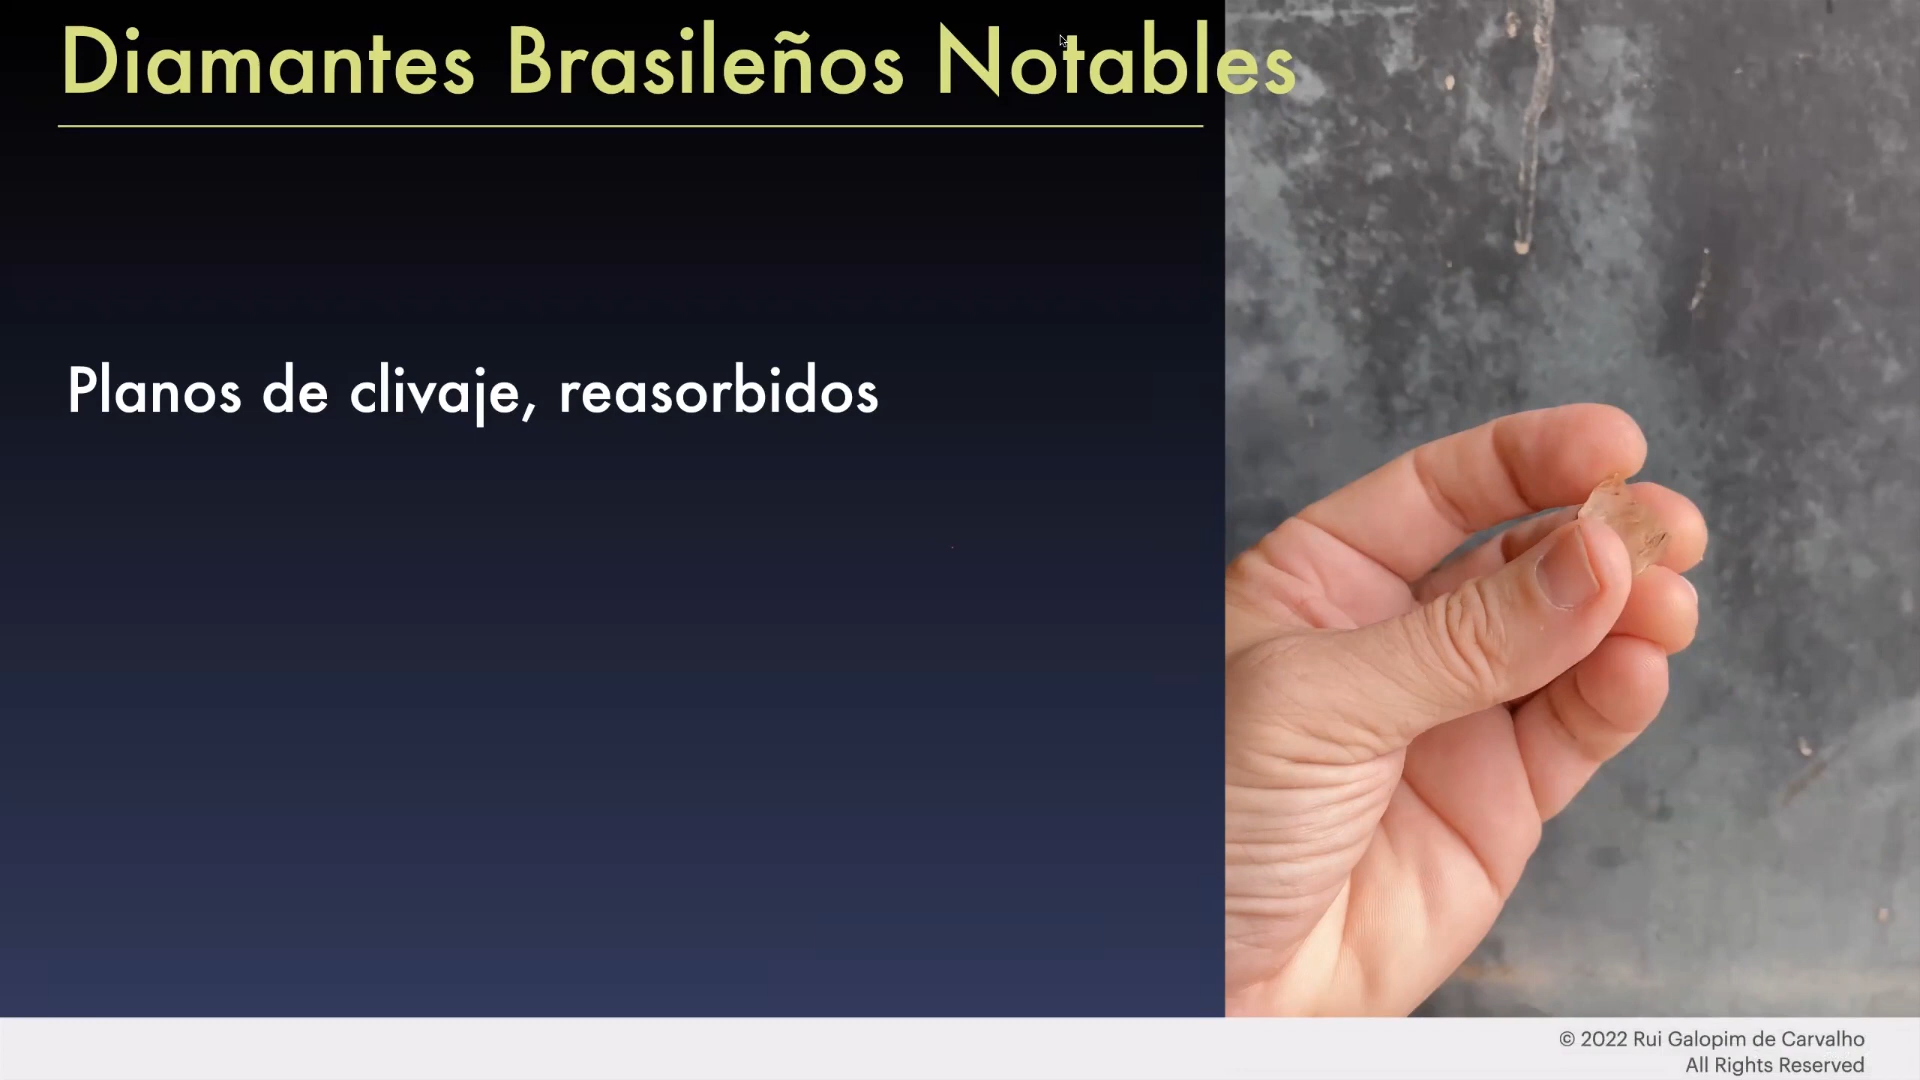 Diamantes Brasileños Notables
Planos de clivaje, reasorbidos
© 2022 Rui Galopim de Carvalho
All Rights Reserved